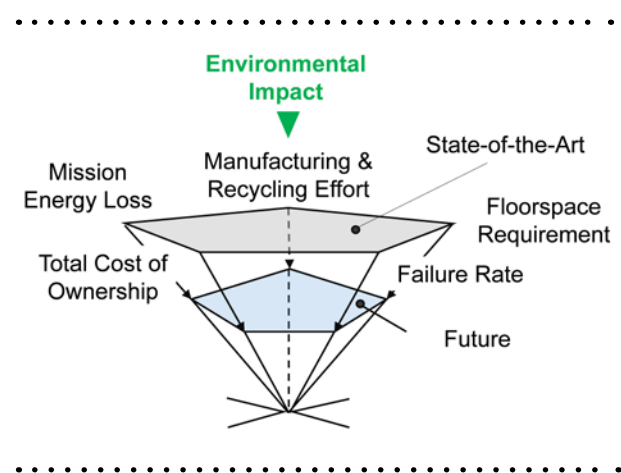 Environmental
Impact
State-of-the-Art
Manufacturing &
Recycling Effort
Mission
Energy Loss
Floorspace
Requirement
Total Cost of
Ownership
Failure Rate
Future